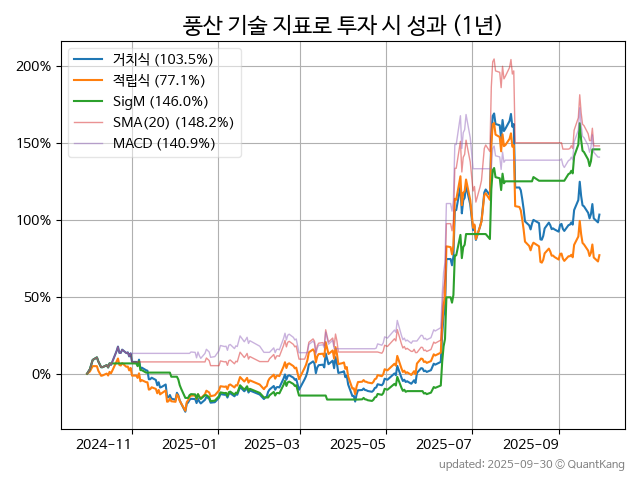 풍산 기술 지표로 투자 시 성과 (1년)
거치식 (103.5%)
적립식 (77.1%)
SigM (146.0%)
SMA(20) (148.2%)
MACD (140.9%)
200%
150%
100%
50%
0%
2024-11 2025-01 2025-03 2025-05 2025-07 2025-09
updated: 2025-09-30 © QuantKang